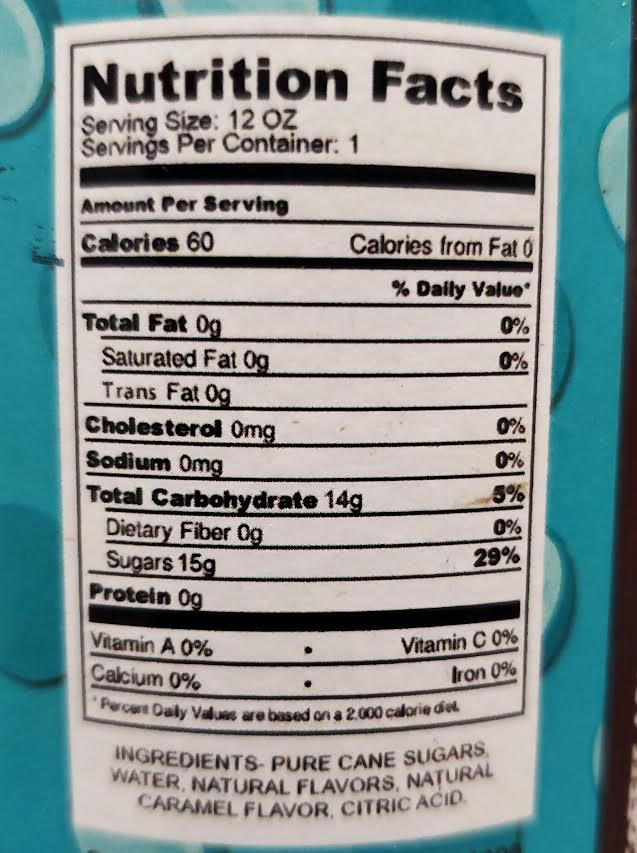 Nutrition Facts
Serving Size: 12 OZ
Servings Per Container: 1
Amount Per Serving
Calories 60 Calories from Fat 0
% Daily Value*
Total Fat 0g 0%
Saturated Fat 0g 0%
Trans Fat 0g
Cholesterol 0mg 0%
Sodium 0mg 0%
Total Carbohydrate 14g 5%
Dietary Fiber 0g 0%
Sugars 15g 29%
Protein 0g
Vitamin A 0% • Vitamin C 0%
Calcium 0% • Iron 0%
*Percent Daily Values are based on a 2,000 calorie diet.
INGREDIENTS- PURE CANE SUGARS,
WATER, NATURAL FLAVORS, NATURAL
CARAMEL FLAVOR, CITRIC ACID.